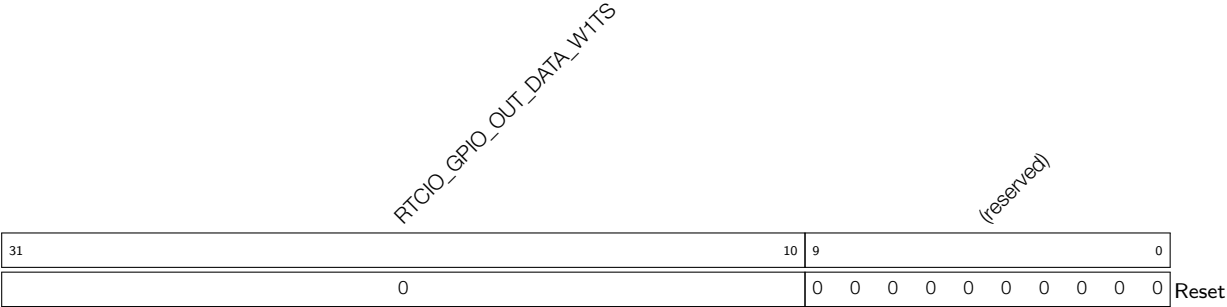 RTCIO_GPIO_OUT_DATA_W1TS
(reserved)
31 10 9 0
0 0 0 0 0 0 0 0 0 0 0 Reset